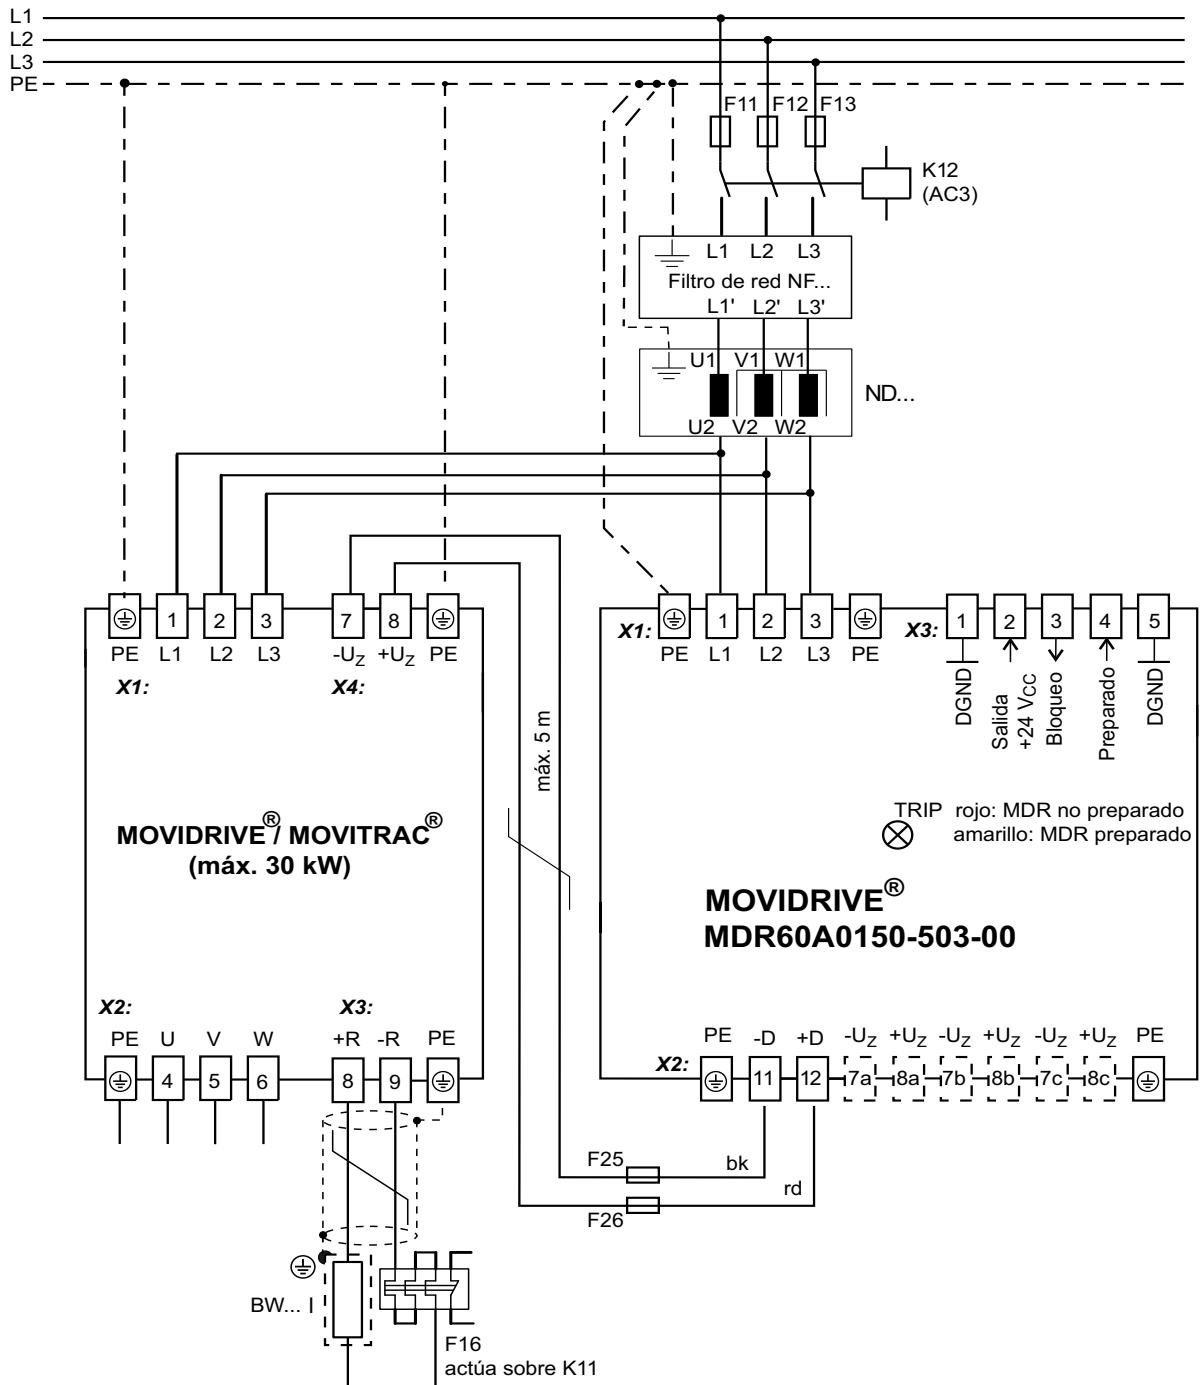 L1
L2
L3
PE
F11 F12 F13
K12
(AC3)
L1 L2 L3
Filtro de red NF...
L1' L2' L3'
U1 V1 W1
ND...
U2 V2 W2
1 2 3 7 8
PE L1 L2 L3 -UZ +UZ PE
X1: X4:
X1: 1 2 3
PE L1 L2 L3 PE
X3: 1 2 3 4 5
DGND
Salida
+24 VCC
Bloqueo
Preparado
DGND
máx. 5 m
MOVIDRIVE® / MOVITRAC®
(máx. 30 kW)
TRIP rojo: MDR no preparado
amarillo: MDR preparado
MOVIDRIVE®
MDR60A0150-503-00
X2: X3:
PE U V W +R -R PE
4 5 6 8 9
PE -D +D -UZ +UZ -UZ +UZ -UZ +UZ PE
X2: 11 12 7a 8a 7b 8b 7c 8c
F25 bk
rd
F26
BW...
F16
actúa sobre K11